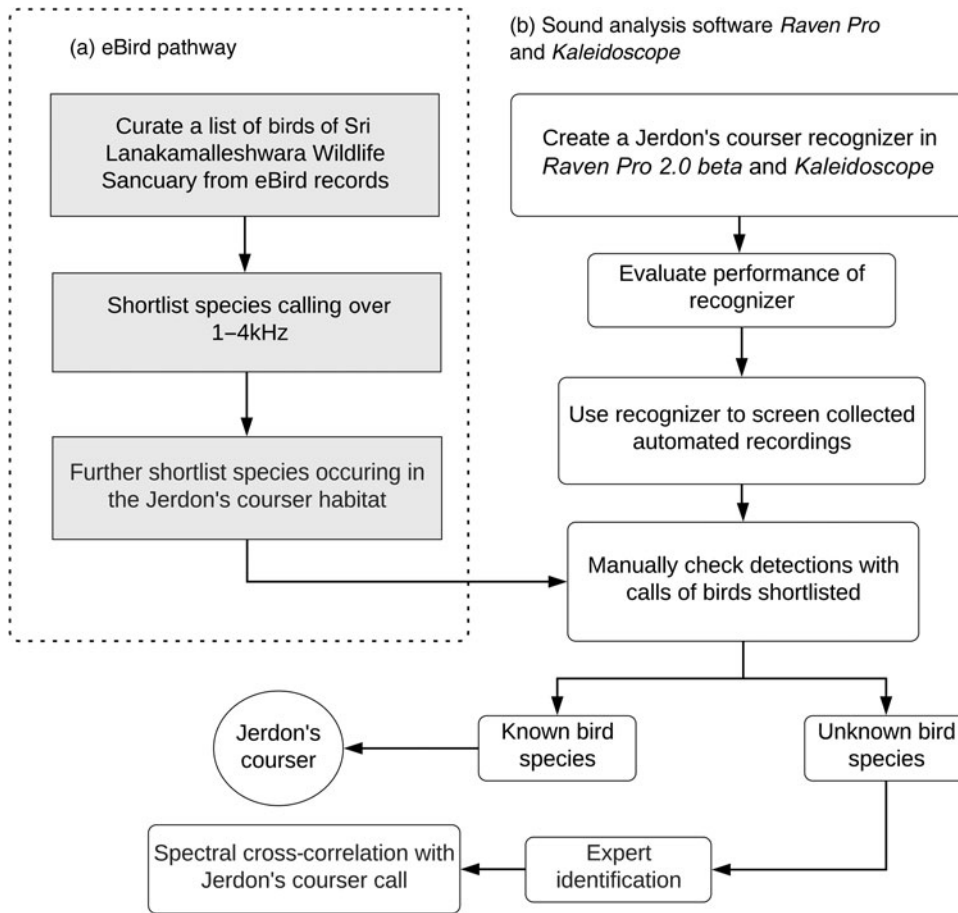 (a) eBird pathway
Curate a list of birds of Sri
Lanakamalleshwara Wildlife
Sancuary from eBird records
Shortlist species calling over
1–4kHz
Further shortlist species occuring in
the Jerdon's courser habitat
(b) Sound analysis software Raven Pro
and Kaleidoscope
Create a Jerdon's courser recognizer in
Raven Pro 2.0 beta and Kaleidoscope
Evaluate performance of
recognizer
Use recognizer to screen collected
automated recordings
Manually check detections with
calls of birds shortlisted
Known bird
species
Jerdon's
courser
Unknown bird
species
Expert
identification
Spectral cross-correlation with
Jerdon's courser call